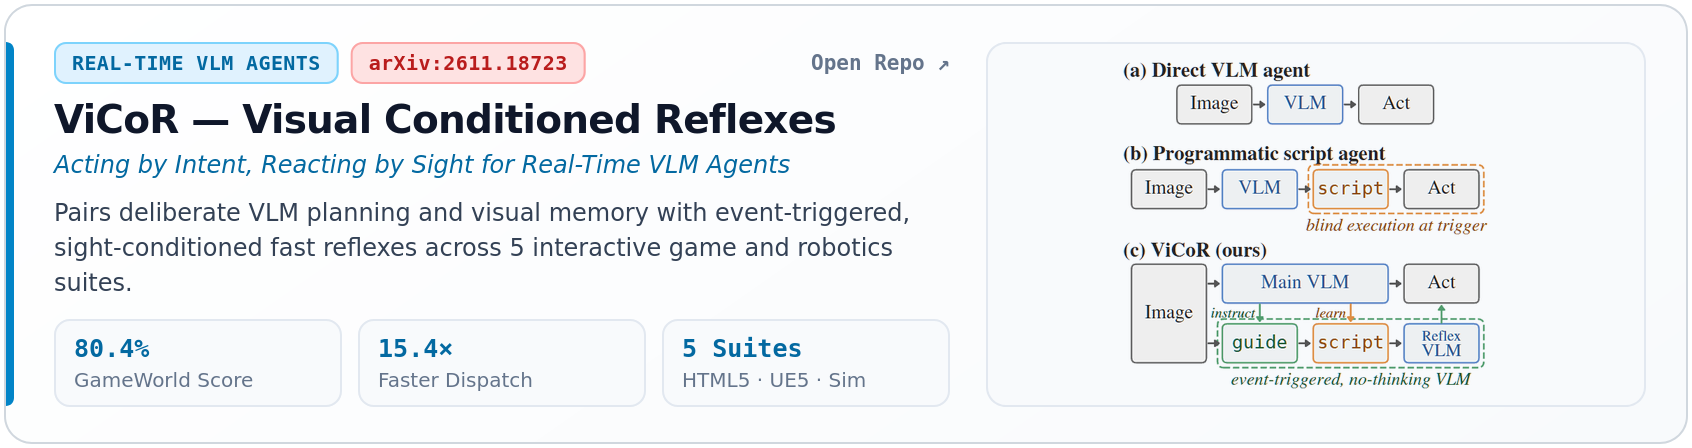 REAL-TIME VLM AGENTS
arXiv:2611.18723
Open Repo ↗
ViCoR — Visual Conditioned Reflexes
Acting by Intent, Reacting by Sight for Real-Time VLM Agents
Pairs deliberate VLM planning and visual memory with event-triggered,
sight-conditioned fast reflexes across 5 interactive game and robotics
suites.
80.4%
GameWorld Score
15.4×
Faster Dispatch
5 Suites
HTML5 · UE5 · Sim
(a) Direct VLM agent
Image
VLM
Act
(b) Programmatic script agent
Image
VLM
script
Act
blind execution at trigger
(c) ViCoR (ours)
Image
Main VLM
Act
instruct
learn
guide
script
Reflex
VLM
event-triggered, no-thinking VLM